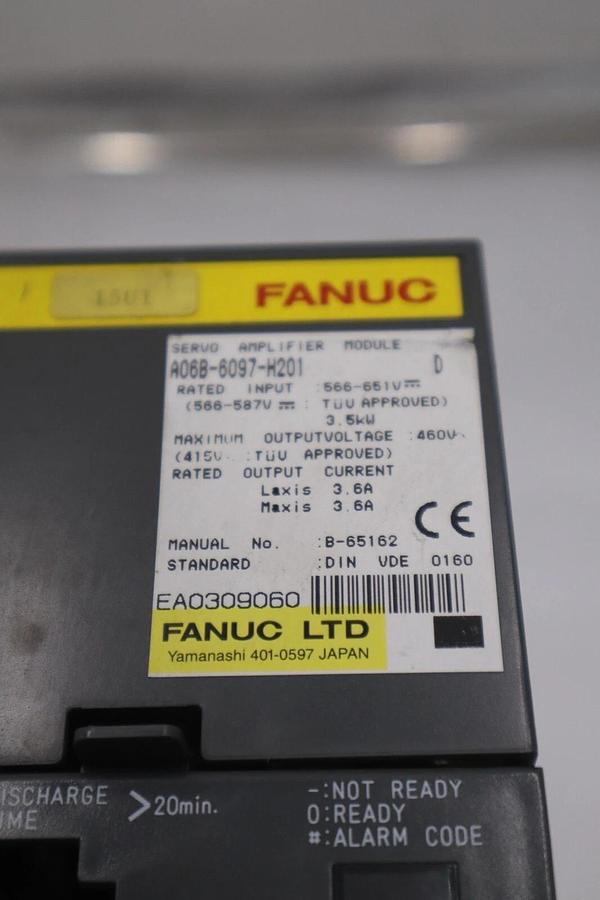 FANUC
SERVO AMPLIFIER MODULE
A06B-6097-H201 D
RATED INPUT :566-651V⎓
(566-587V ⎓ : TÜV APPROVED)
3.5kW
MAXIMUM OUTPUTVOLTAGE :460V~
(415V~ :TÜV APPROVED)
RATED OUTPUT CURRENT
Laxis 3.6A
Maxis 3.6A
CE
MANUAL No. :B-65162
STANDARD :DIN VDE 0160
EA0309060
FANUC LTD
Yamanashi 401-0597 JAPAN
ISCHARGE
IME
>20min.
-:NOT READY
0:READY
#:ALARM CODE